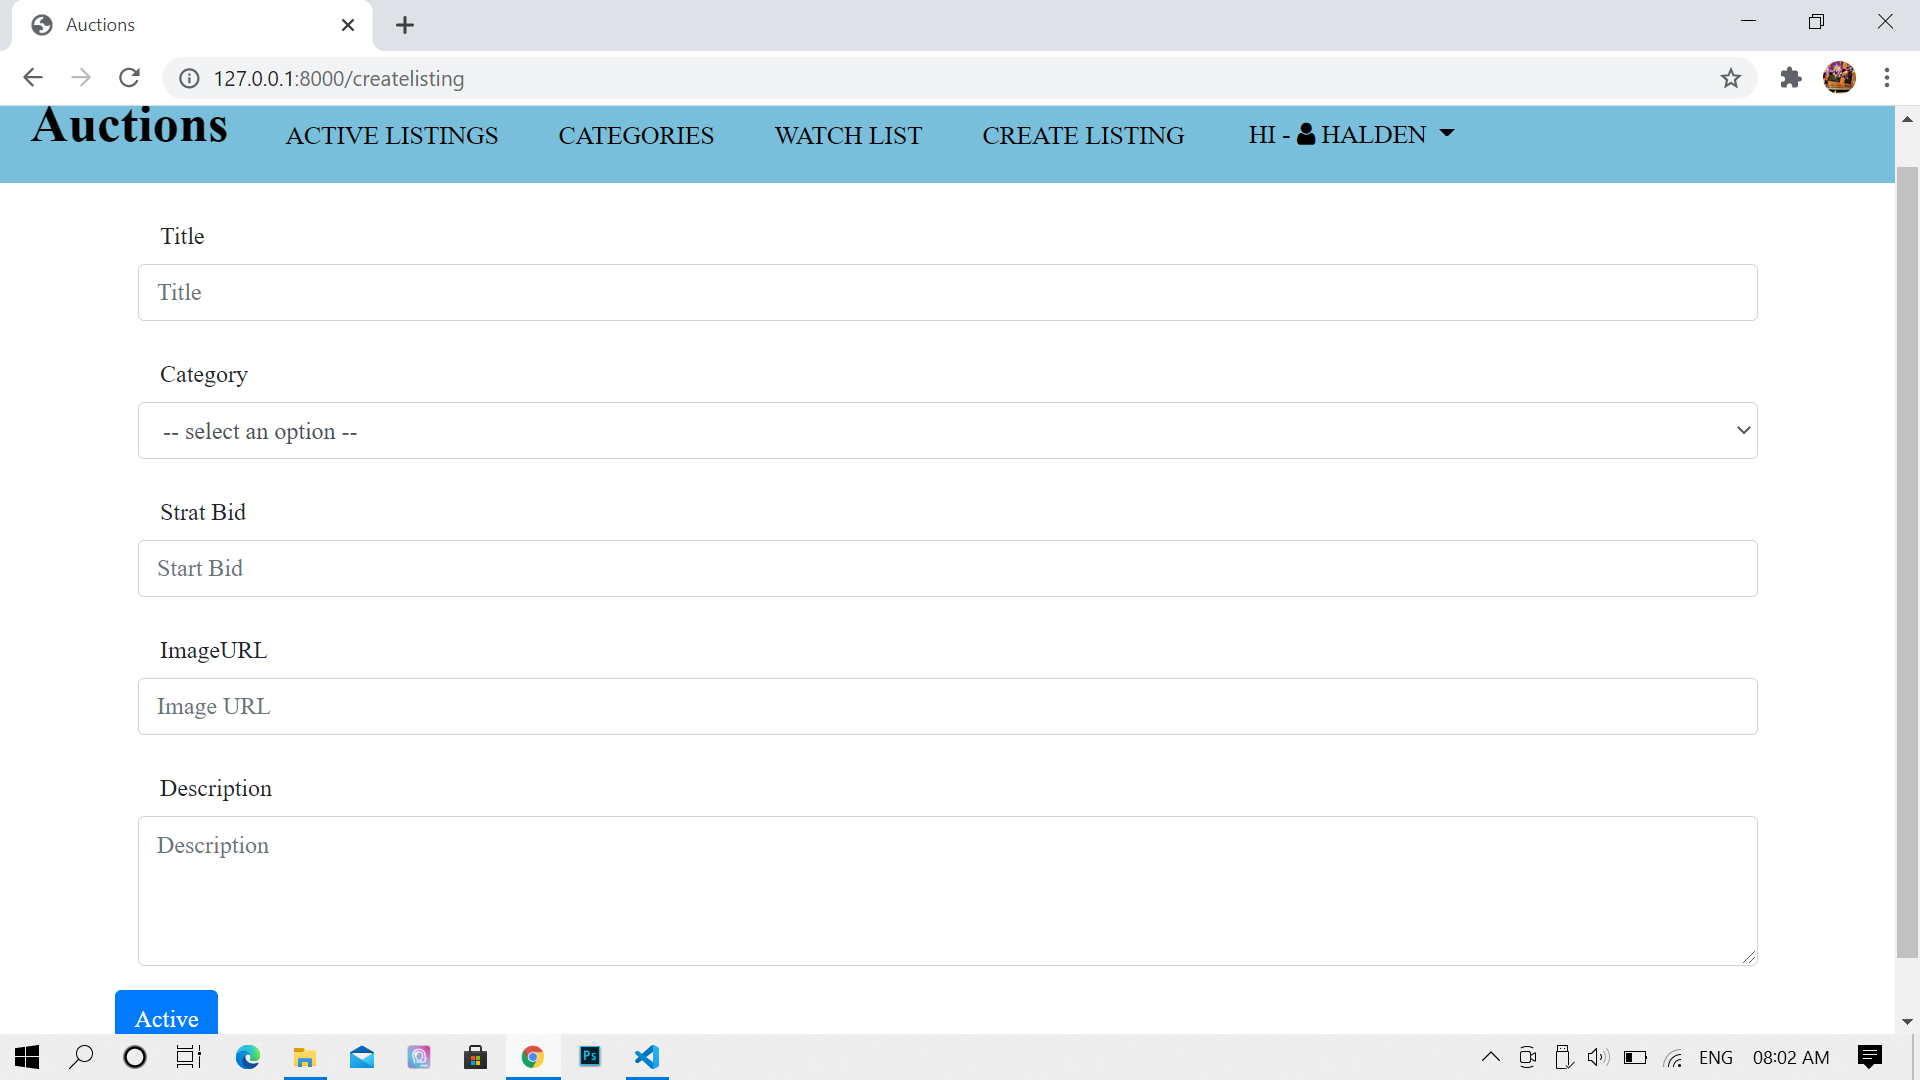 Auctions
127.0.0.1:8000/createlisting
Auctions ACTIVE LISTINGS CATEGORIES WATCH LIST CREATE LISTING HI - HALDEN
Title
Title
Category
-- select an option --
Strat Bid
Start Bid
ImageURL
Image URL
Description
Description
Active
Ps
ENG 08:02 AM